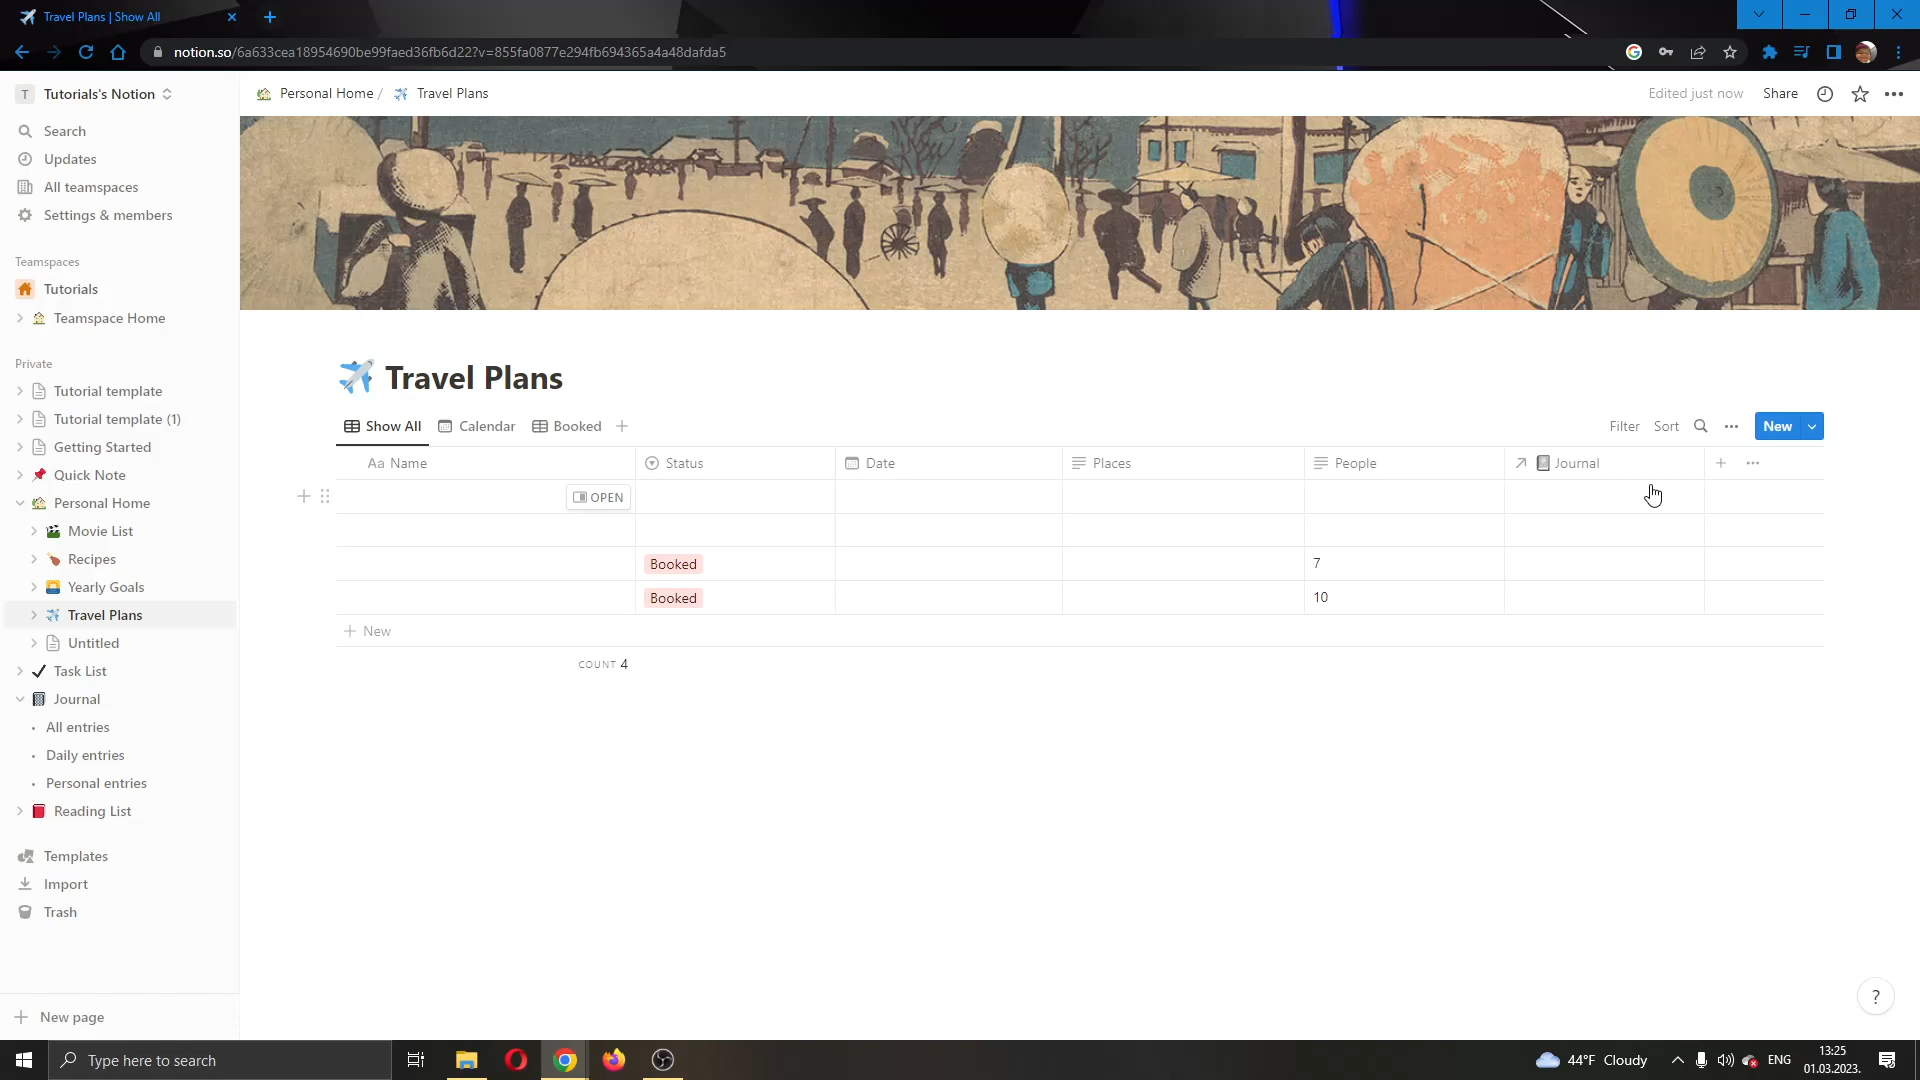 Travel Plans | Show All
notion.so/6a633cea18954690be99faed36fb6d22?v=855fa0877e294fb694365a4a48dafda5
T Tutorials's Notion
Search
Updates
All teamspaces
Settings & members
Teamspaces
Tutorials
Teamspace Home
Private
Tutorial template
Tutorial template (1)
Getting Started
Quick Note
Personal Home
Movie List
Recipes
Yearly Goals
Travel Plans
Untitled
Task List
Journal
All entries
Daily entries
Personal entries
Reading List
Templates
Import
Trash
New page
Personal Home / Travel Plans
Edited just now Share
Travel Plans
Show All Calendar Booked
Filter Sort New
Aa Name Status Date Places People Journal
OPEN
Booked 7
Booked 10
New
COUNT 4
?
Type here to search
44°F Cloudy ENG
13:25
01.03.2023.